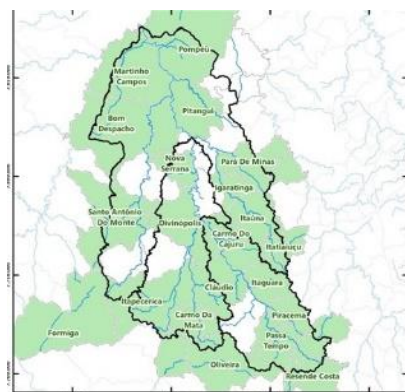 Pompeu
Martinho
Campos
Bom
Despacho
Pitangui
Nova
Serrana
Pará De Minas
Igaratinga
Santo Antônio
Do Monte
Divinópolis
Itaúna
Carmo Do
Cajuru
Itatiaiuçu
Itapecerica
Cláudio
Itaguara
Carmo Da
Mata
Piracema
Passa
Tempo
Formiga
Oliveira
Resende Costa